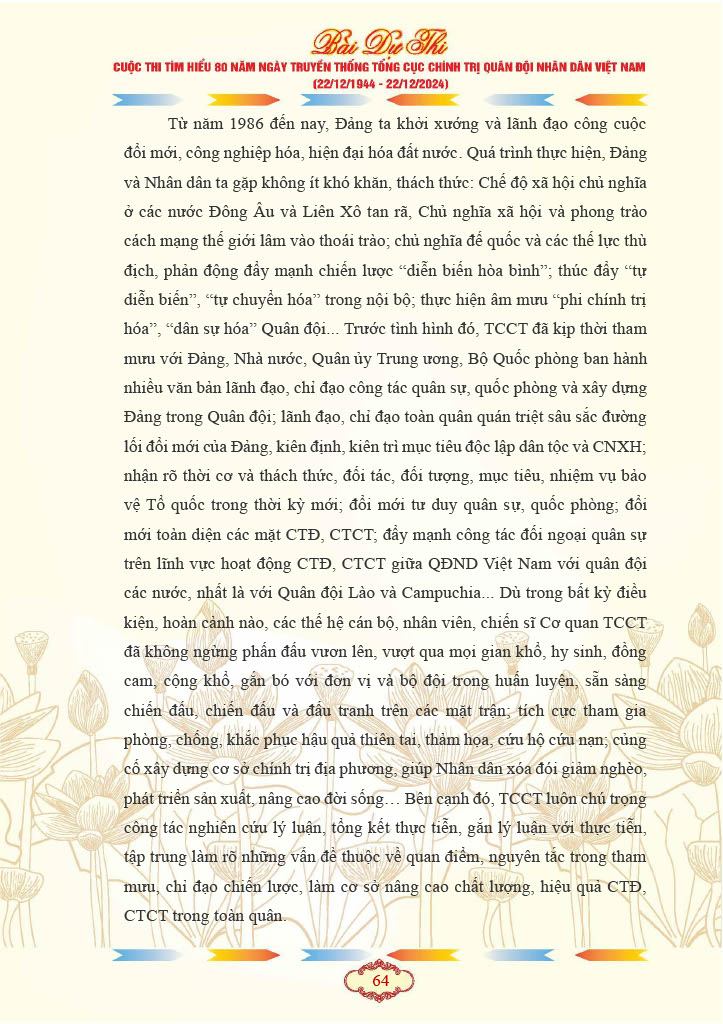 Bài Dự Thi
CUỘC THI TÌM HIỂU 80 NĂM NGÀY TRUYỀN THỐNG TỔNG CỤC CHÍNH TRỊ QUÂN ĐỘI NHÂN DÂN VIỆT NAM
(22/12/1944 - 22/12/2024)
Từ năm 1986 đến nay, Đảng ta khởi xướng và lãnh đạo công cuộc
đổi mới, công nghiệp hóa, hiện đại hóa đất nước. Quá trình thực hiện, Đảng
và Nhân dân ta gặp không ít khó khăn, thách thức: Chế độ xã hội chủ nghĩa
ở các nước Đông Âu và Liên Xô tan rã, Chủ nghĩa xã hội và phong trào
cách mạng thế giới lâm vào thoái trào; chủ nghĩa đế quốc và các thế lực thù
địch, phản động đẩy mạnh chiến lược “diễn biến hòa bình”; thúc đẩy “tự
diễn biến”, “tự chuyển hóa” trong nội bộ; thực hiện âm mưu “phi chính trị
hóa”, “dân sự hóa” Quân đội... Trước tình hình đó, TCCT đã kịp thời tham
mưu với Đảng, Nhà nước, Quân ủy Trung ương, Bộ Quốc phòng ban hành
nhiều văn bản lãnh đạo, chỉ đạo công tác quân sự, quốc phòng và xây dựng
Đảng trong Quân đội; lãnh đạo, chỉ đạo toàn quân quán triệt sâu sắc đường
lối đổi mới của Đảng, kiên định, kiên trì mục tiêu độc lập dân tộc và CNXH;
nhận rõ thời cơ và thách thức, đối tác, đối tượng, mục tiêu, nhiệm vụ bảo
vệ Tổ quốc trong thời kỳ mới; đổi mới tư duy quân sự, quốc phòng; đổi
mới toàn diện các mặt CTĐ, CTCT; đẩy mạnh công tác đối ngoại quân sự
trên lĩnh vực hoạt động CTĐ, CTCT giữa QĐND Việt Nam với quân đội
các nước, nhất là với Quân đội Lào và Campuchia... Dù trong bất kỳ điều
kiện, hoàn cảnh nào, các thế hệ cán bộ, nhân viên, chiến sĩ Cơ quan TCCT
đã không ngừng phấn đấu vươn lên, vượt qua mọi gian khổ, hy sinh, đồng
cam, cộng khổ, gắn bó với đơn vị và bộ đội trong huấn luyện, sẵn sàng
chiến đấu, chiến đấu và đấu tranh trên các mặt trận; tích cực tham gia
phòng, chống, khắc phục hậu quả thiên tai, thảm họa, cứu hộ cứu nạn; củng
cố xây dựng cơ sở chính trị địa phương, giúp Nhân dân xóa đói giảm nghèo,
phát triển sản xuất, nâng cao đời sống… Bên cạnh đó, TCCT luôn chú trọng
công tác nghiên cứu lý luận, tổng kết thực tiễn, gắn lý luận với thực tiễn,
tập trung làm rõ những vấn đề thuộc về quan điểm, nguyên tắc trong tham
mưu, chỉ đạo chiến lược, làm cơ sở nâng cao chất lượng, hiệu quả CTĐ,
CTCT trong toàn quân.
64